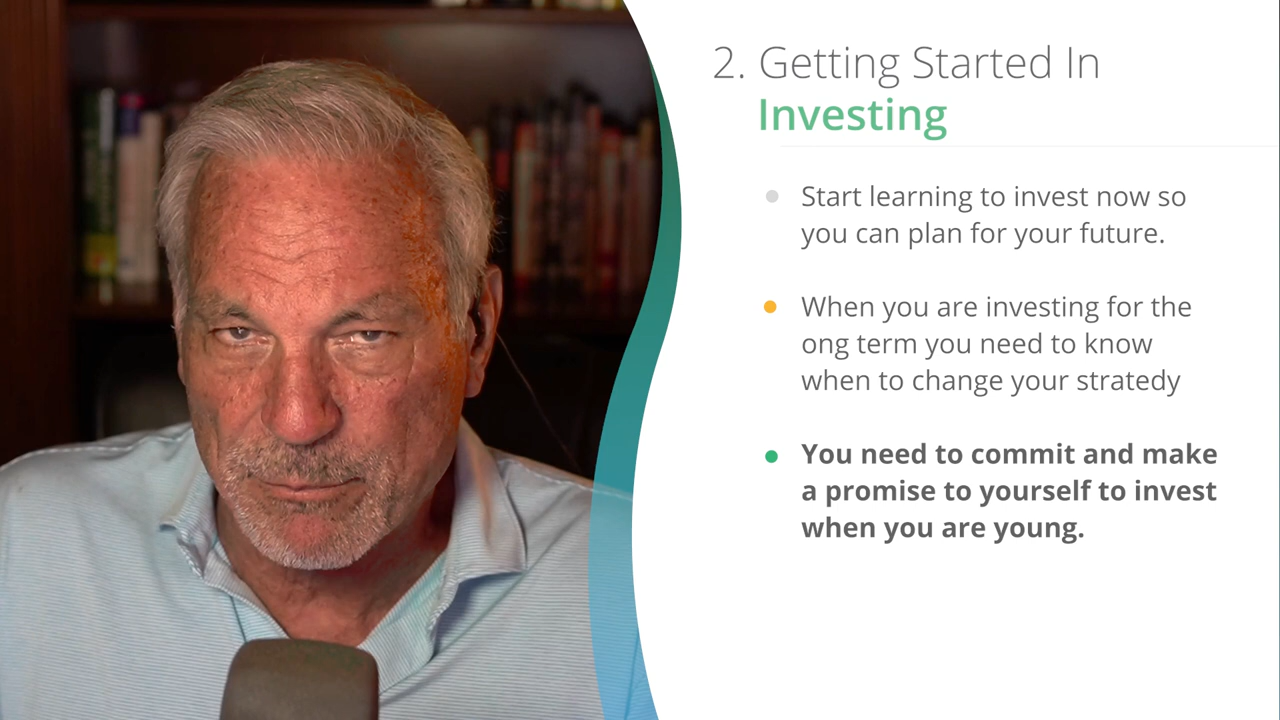 2. Getting Started In
Investing
Start learning to invest now so
you can plan for your future.
When you are investing for the
ong term you need to know
when to change your stratedy
You need to commit and make
a promise to yourself to invest
when you are young.